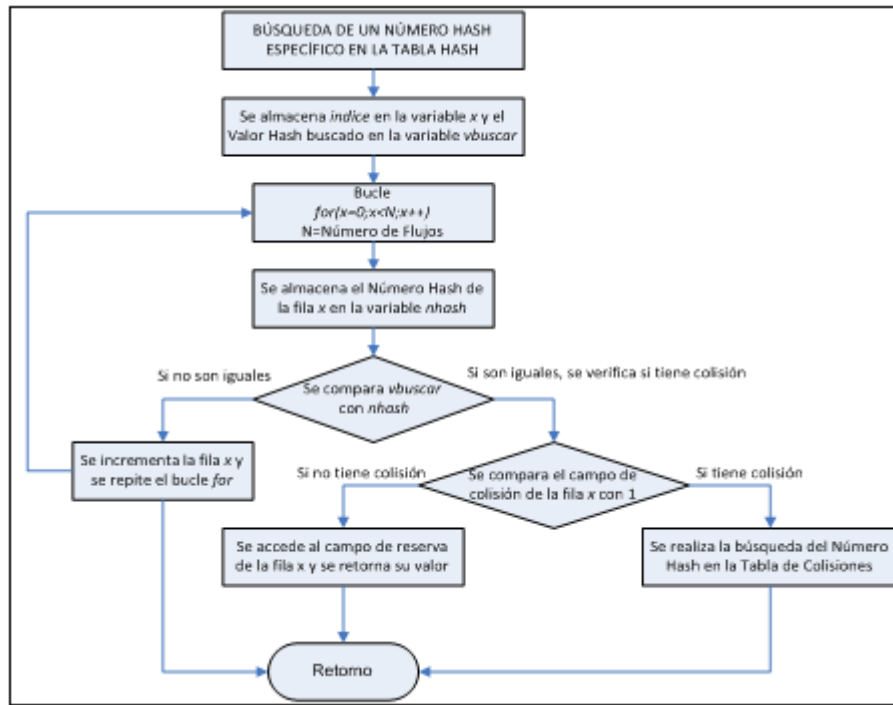 BÚSQUEDA DE UN NÚMERO HASH
ESPECÍFICO EN LA TABLA HASH
Se almacena indice en la variable x y el
Valor Hash buscado en la variable vbuscar
Bucle
for(x=0;x<N;x++)
N=Número de Flujos
Se almacena el Número Hash de
la fila x en la variable nhash
Si no son iguales
Si son iguales, se verifica si tiene colisión
Se compara vbuscar
con nhash
Se incrementa la fila x y
se repite el bucle for
Si no tiene colisión
Se compara el campo de
colisión de la fila x con 1
Si tiene colisión
Se accede al campo de reserva
de la fila x y se retorna su valor
Se realiza la búsqueda del Número
Hash en la Tabla de Colisiones
Retorno